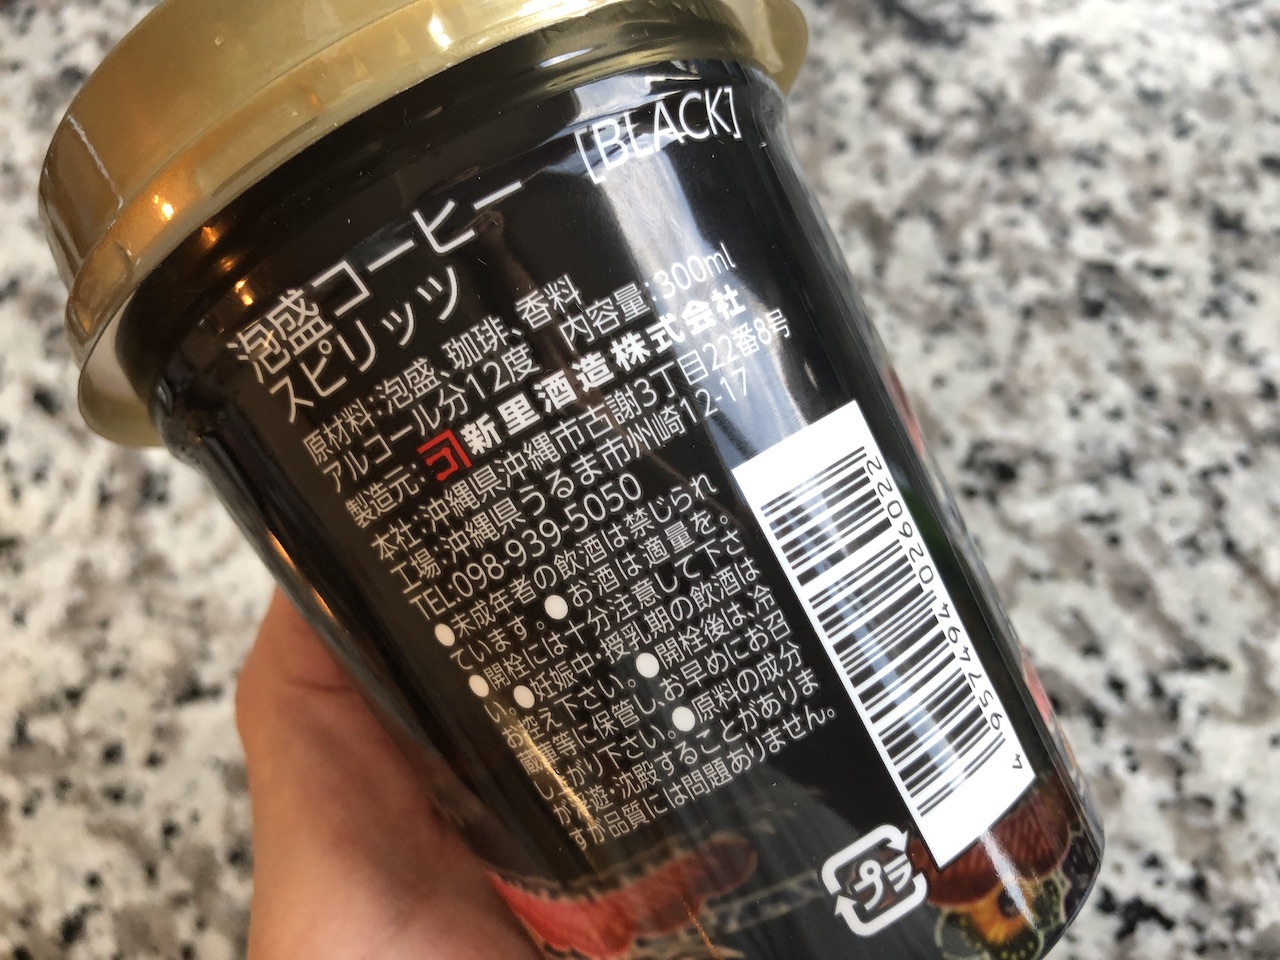 [BLACK]
泡盛コーヒー
スピリッツ
原材料:泡盛、珈琲、香料
アルコール分12度 内容量:300ml
製造元:新里酒造株式会社
本社:沖縄県沖縄市古謝3丁目22番8号
工場:沖縄県うるま市州崎12-17
TEL:098-939-5050
●未成年者の飲酒は禁じられ
ています。●お酒は適量を。
●開栓には十分注意して下さ
い。●妊娠中・授乳期の飲酒は
お控え下さい。●開栓後は、冷
蔵庫等に保管し、お早めにお召
し上がり下さい。●原料の成分
が浮遊・沈殿することがありま
すが品質には問題ありません。
4 957494 026022
プラ